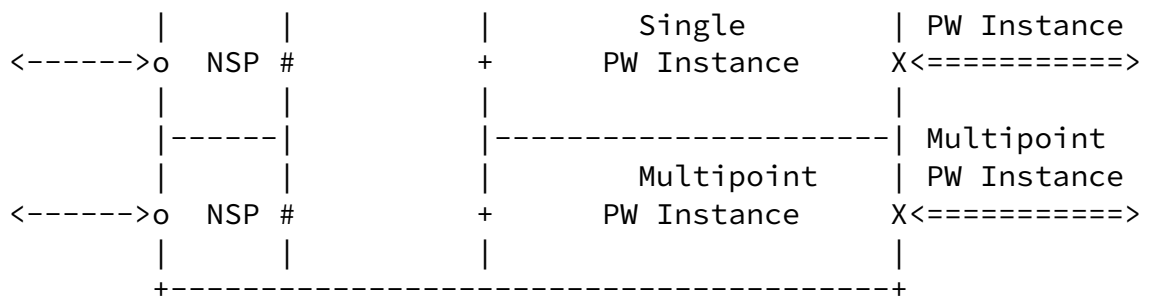 |      |           |        Single        | PW Instance
<------>o  NSP #            +      PW Instance     X<===========>
         |      |           |                      |
         |------|           |----------------------| Multipoint
         |      |           |        Multipoint    | PW Instance
<------>o  NSP #            +      PW Instance     X<===========>
         |      |           |                      |
         +-----------------------------------------+